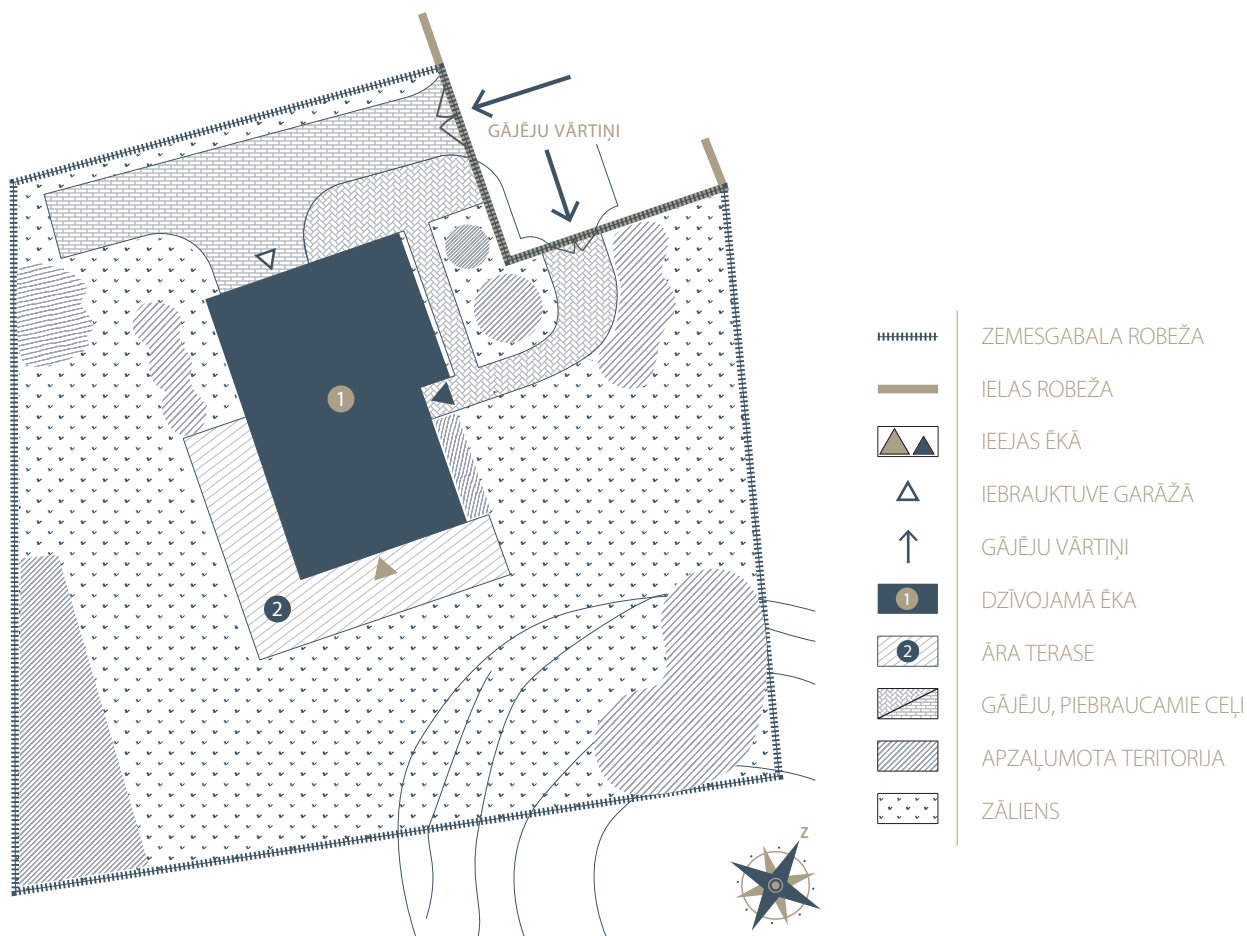 GĀJĒJU VĀRTIŅI
1
2
Z
ZEMESGABALA ROBEŽA
IELAS ROBEŽA
IEEJAS ĒKĀ
IEBRAUKTUVE GARĀŽĀ
GĀJĒJU VĀRTIŅI
1 DZĪVOJAMĀ ĒKA
2 ĀRA TERASE
GĀJĒJU, PIEBRAUCAMIE CEĻI
APZAĻUMOTA TERITORIJA
ZĀLIENS